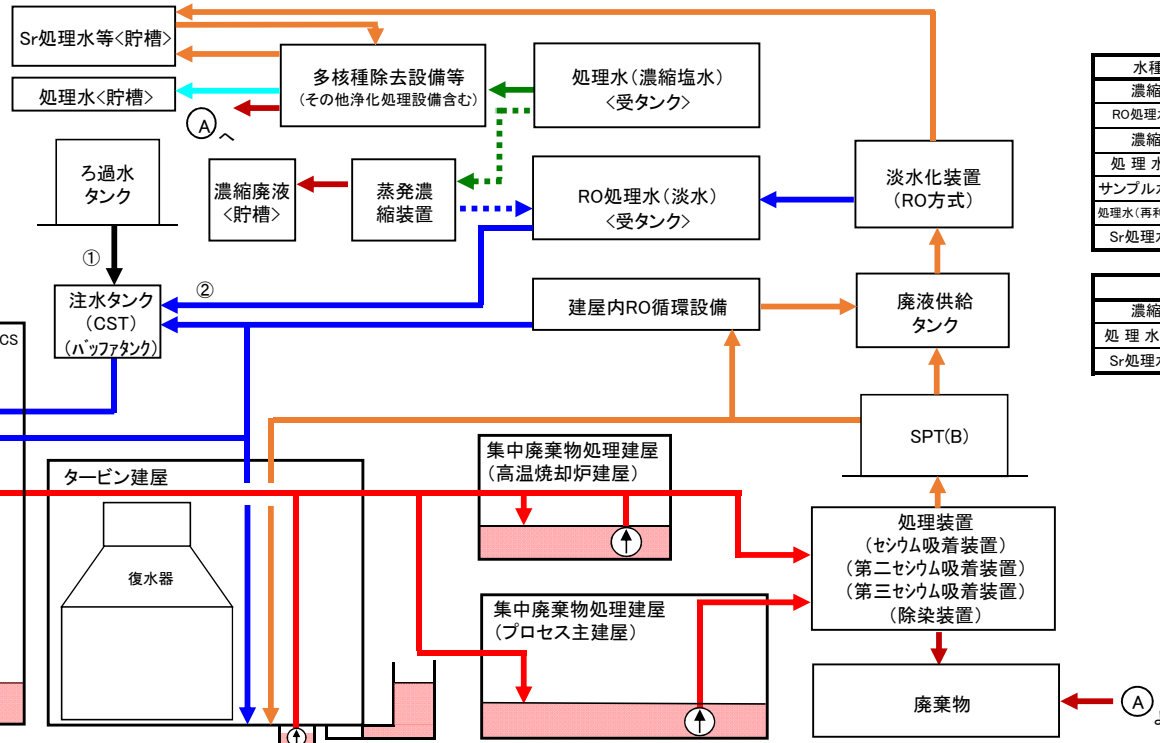 Sr処理水等<貯槽>
処理水<貯槽>
多核種除去設備等
(その他浄化処理設備含む)
Ⓐへ
処理水(濃縮塩水)
<受タンク>
ろ過水
タンク
濃縮廃液
<貯槽>
蒸発濃
縮装置
RO処理水(淡水)
<受タンク>
淡水化装置
(RO方式)
①
②
注水タンク
(CST)
(バッファタンク)
建屋内RO循環設備
廃液供給
タンク
CS
SPT(B)
タービン建屋
復水器
集中廃棄物処理建屋
(高温焼却炉建屋)
集中廃棄物処理建屋
(プロセス主建屋)
処理装置
(セシウム吸着装置)
(第二セシウム吸着装置)
(第三セシウム吸着装置)
(除染装置)
廃棄物
Ⓐ
水種
濃縮
RO処理水
濃縮
処理水
サンプル水
処理水(再利
Sr処理水
濃縮
処理水
Sr処理水